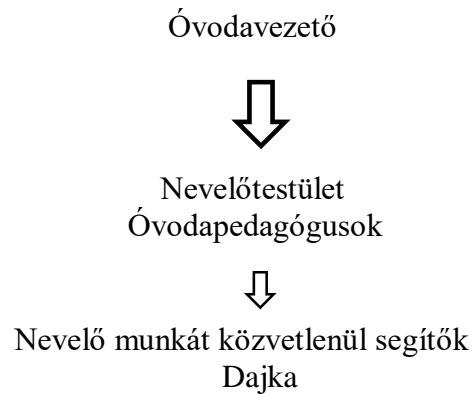 Óvodavezető
Nevelőtestület
Óvodapedagógusok
Nevelő munkát közvetlenül segítők
Dajka